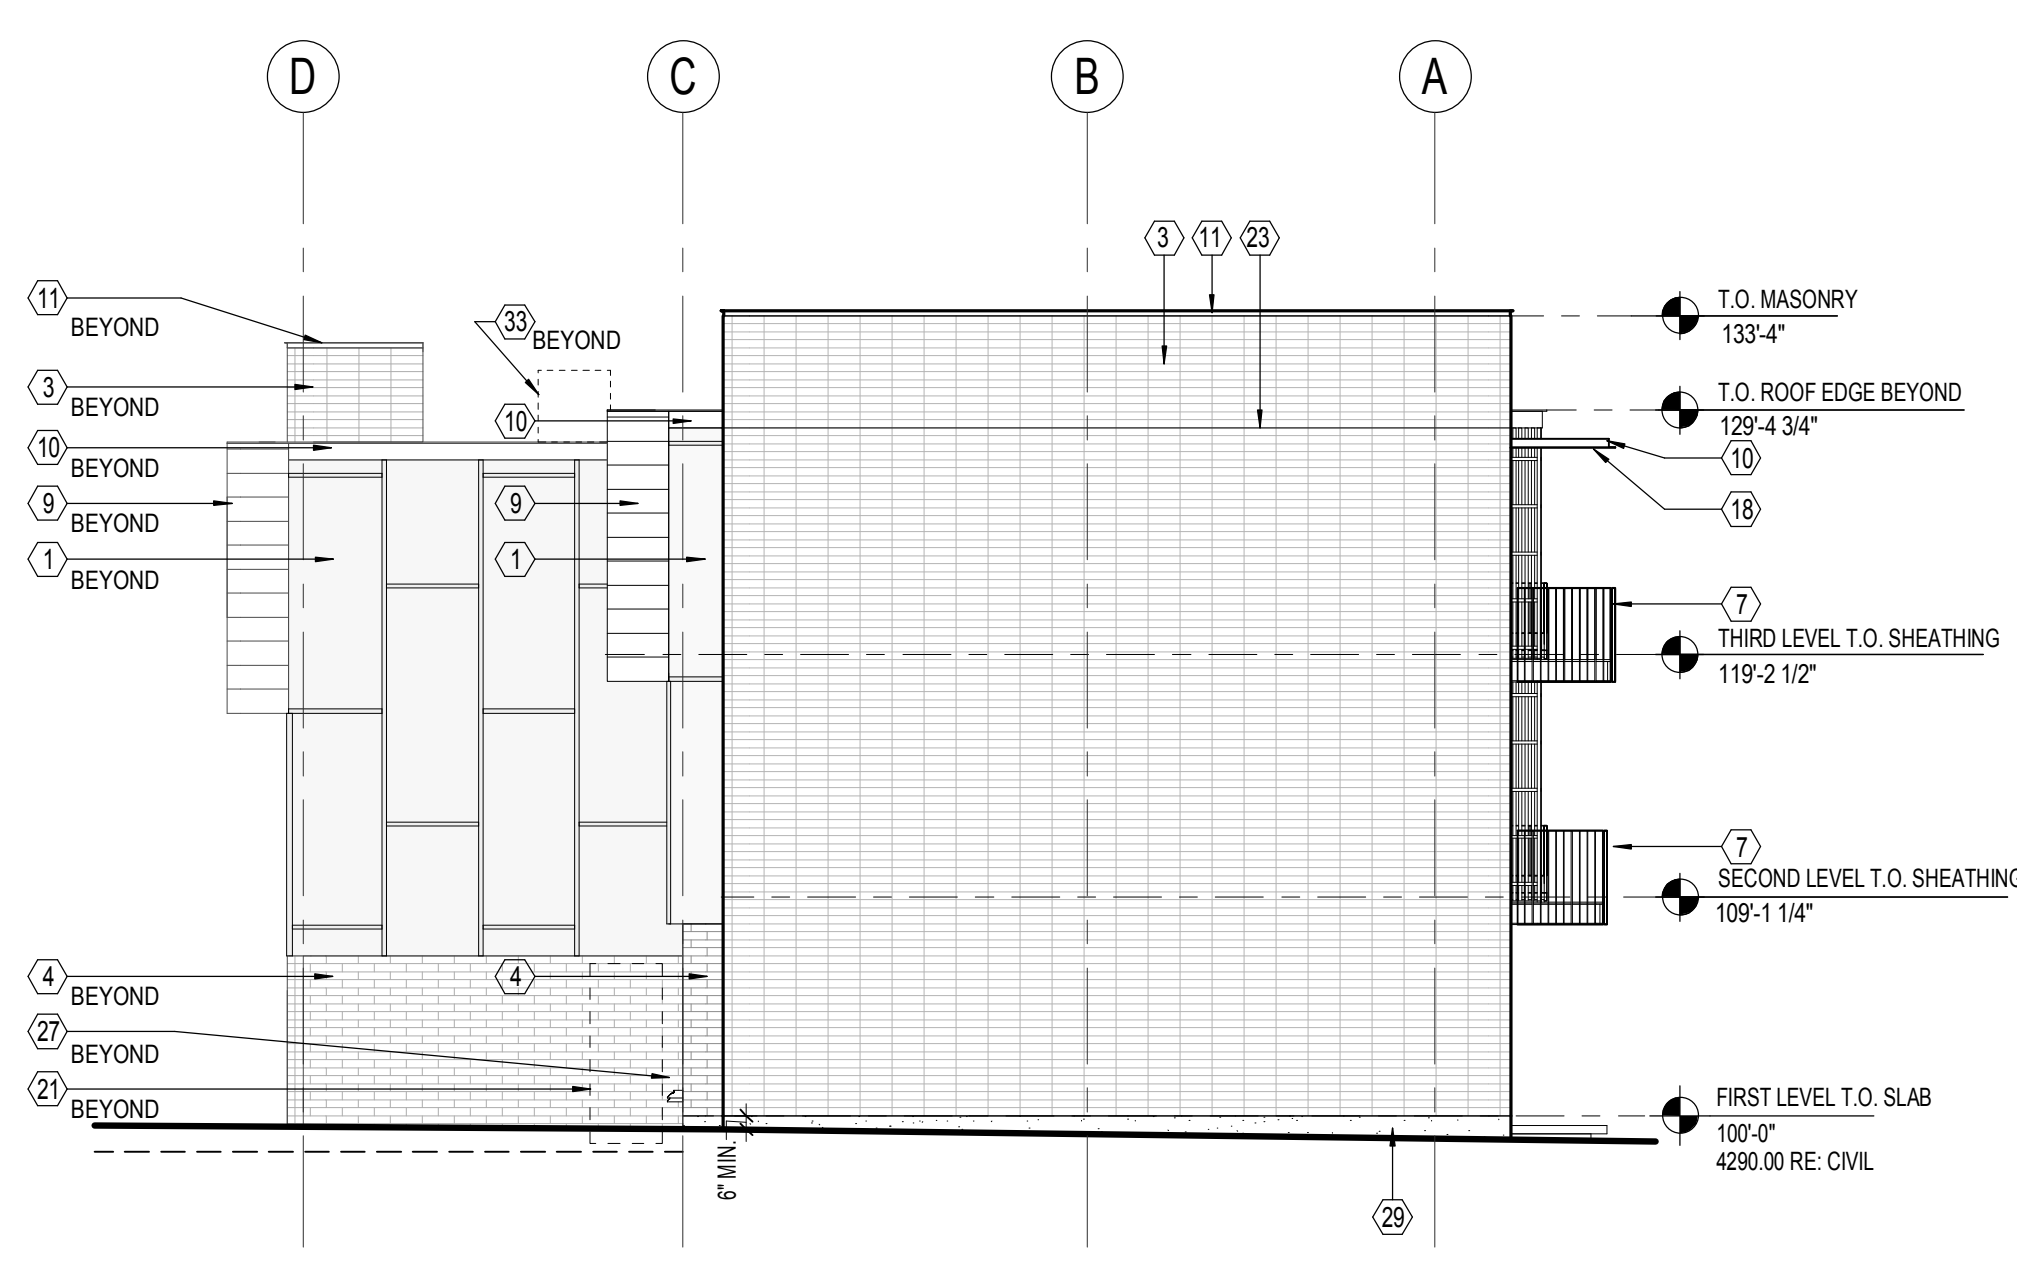 D
C
B
A
3
11
23
11
BEYOND
33
BEYOND
T.O. MASONRY
133'-4"
3
BEYOND
T.O. ROOF EDGE BEYOND
129'-4 3/4"
10
10
BEYOND
10
9
BEYOND
9
18
1
BEYOND
1
7
THIRD LEVEL T.O. SHEATHING
119'-2 1/2"
7
SECOND LEVEL T.O. SHEATHING
109'-1 1/4"
4
BEYOND
4
27
BEYOND
21
BEYOND
FIRST LEVEL T.O. SLAB
100'-0"
4290.00 RE: CIVIL
6" MIN.
29